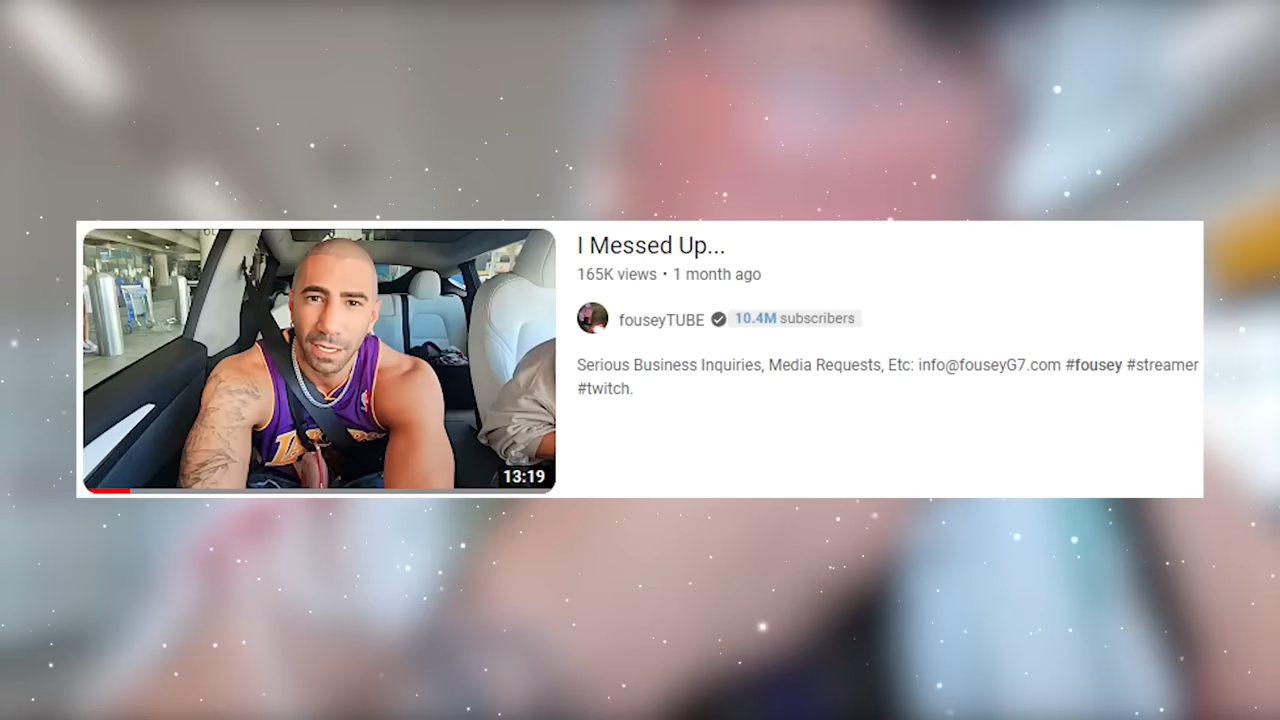 I Messed Up...
165K views • 1 month ago
fouseyTUBE 10.4M subscribers
Serious Business Inquiries, Media Requests, Etc: info@fouseyG7.com #fousey #streamer
#twitch.
13:19